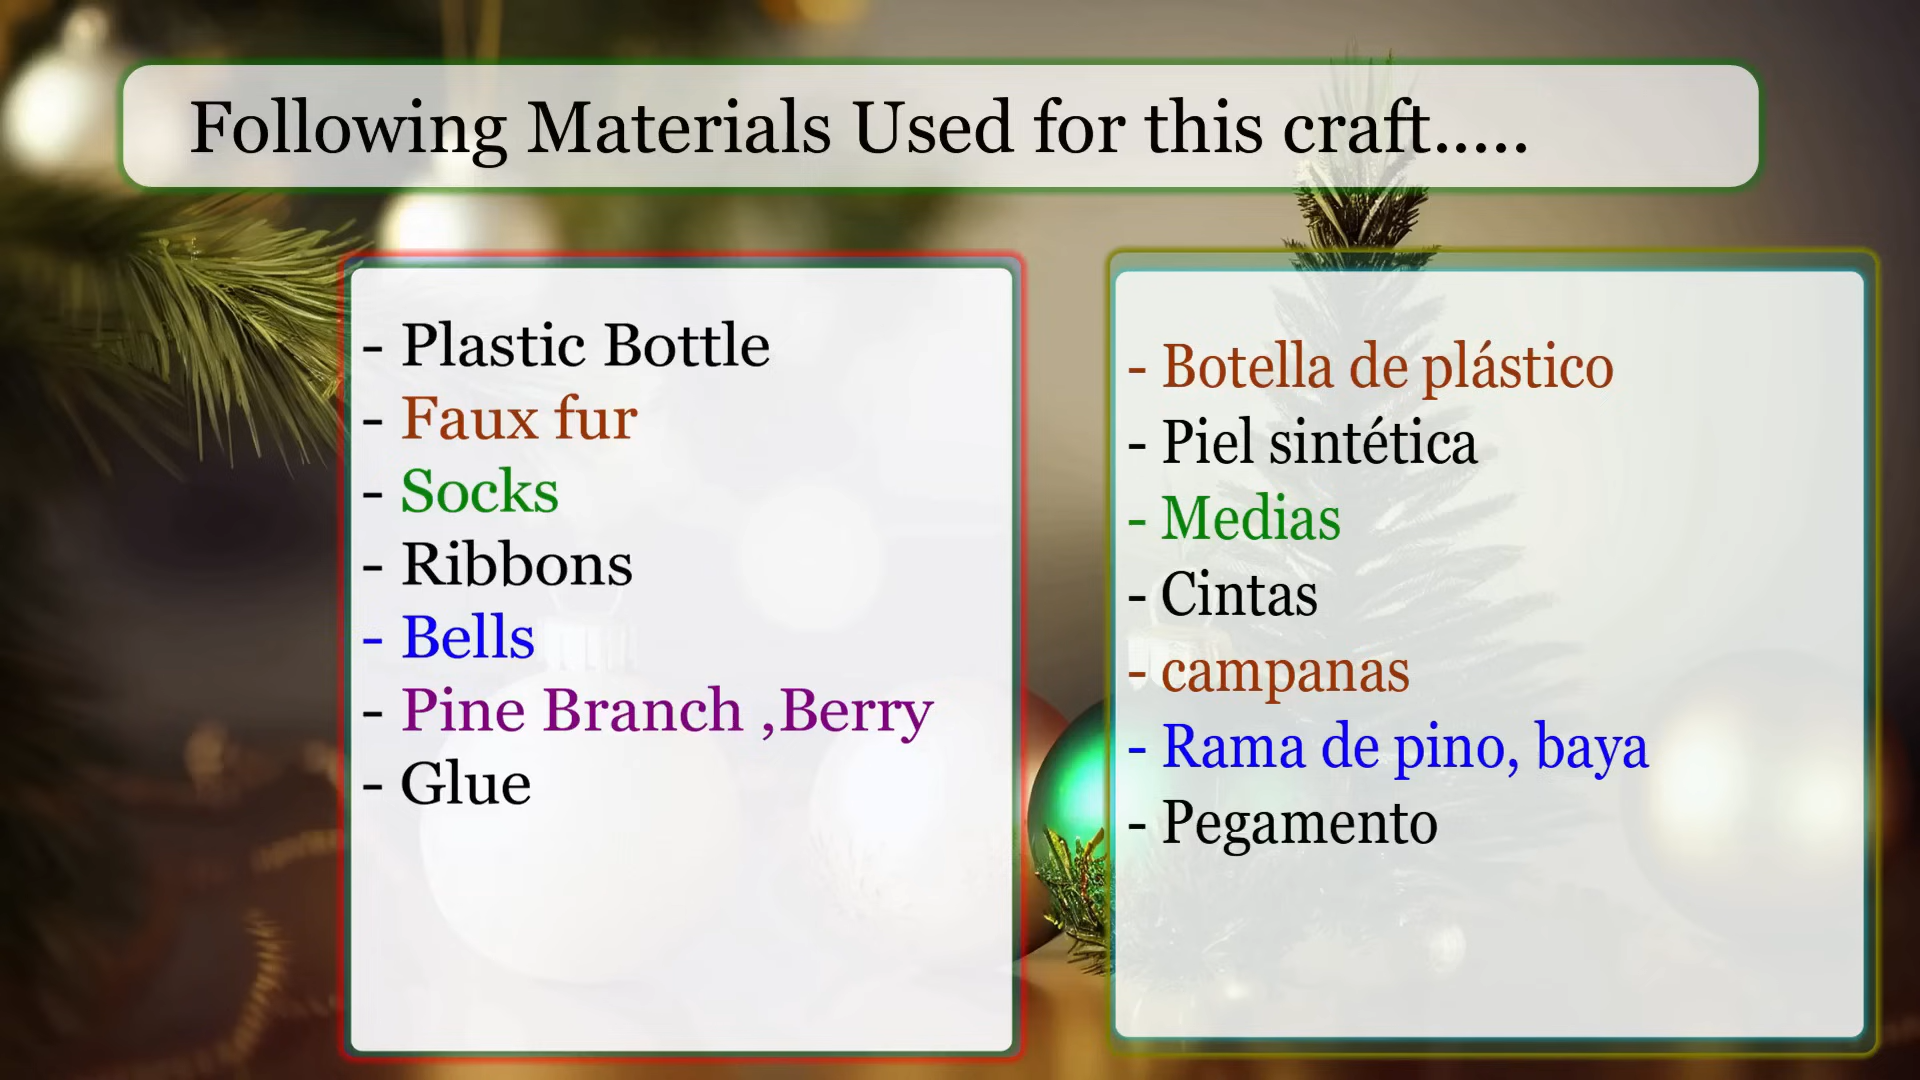 Following Materials Used for this craft.....
- Plastic Bottle
- Faux fur
- Socks
- Ribbons
- Bells
- Pine Branch ,Berry
- Glue
- Botella de plástico
- Piel sintética
- Medias
- Cintas
- campanas
- Rama de pino, baya
- Pegamento